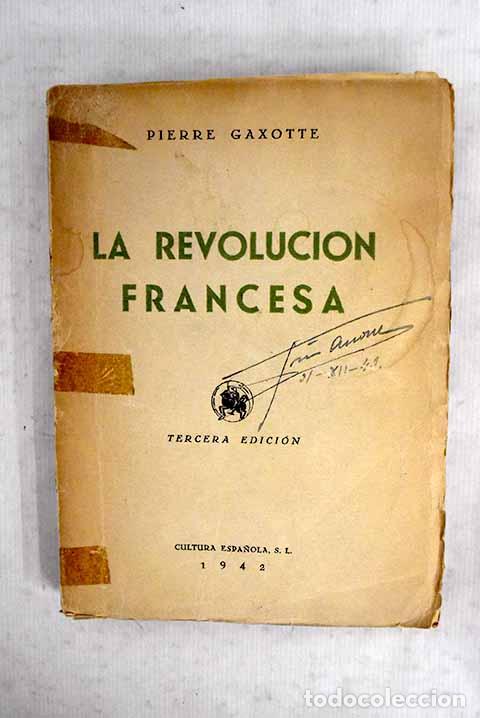 PIERRE GAXOTTE
LA REVOLUCION
FRANCESA
TERCERA EDICIÓN
CULTURA ESPAÑOLA, S. L.
1942
todocoleccion